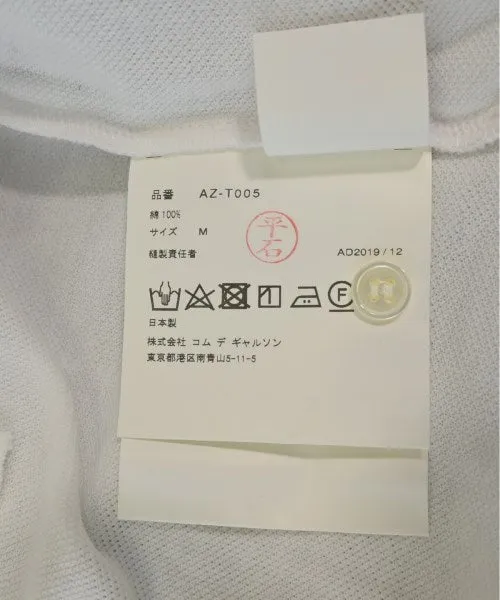 品番 AZ-T005
綿100%
サイズ M
平石
縫製責任者 AD2019/12
F
日本製
株式会社 コム デ ギャルソン
東京都港区南青山5-11-5